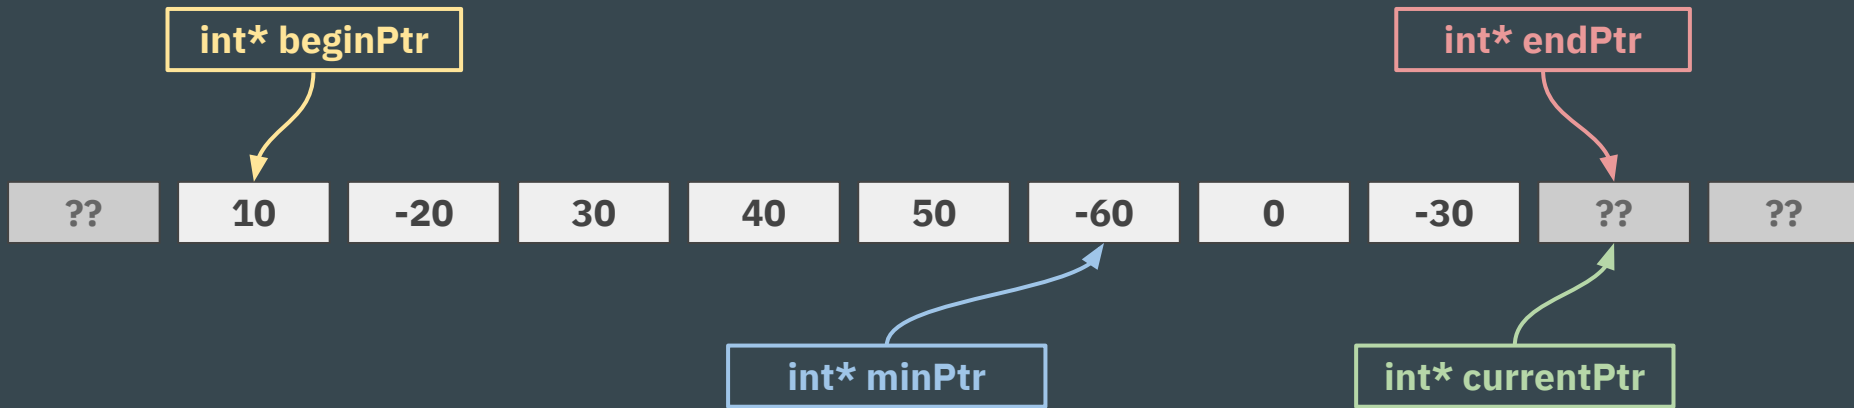 int* beginPtr
int* endPtr
?? 10 -20 30 40 50 -60 0 -30 ?? ??
int* minPtr
int* currentPtr